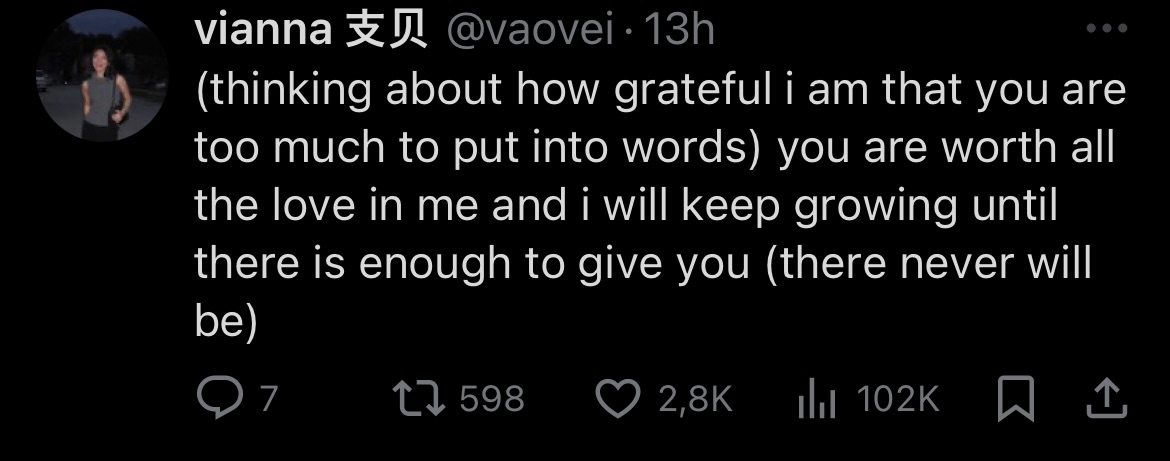 vianna 支贝 @vaovei · 13h
(thinking about how grateful i am that you are
too much to put into words) you are worth all
the love in me and i will keep growing until
there is enough to give you (there never will
be)
7 598 2,8K 102K